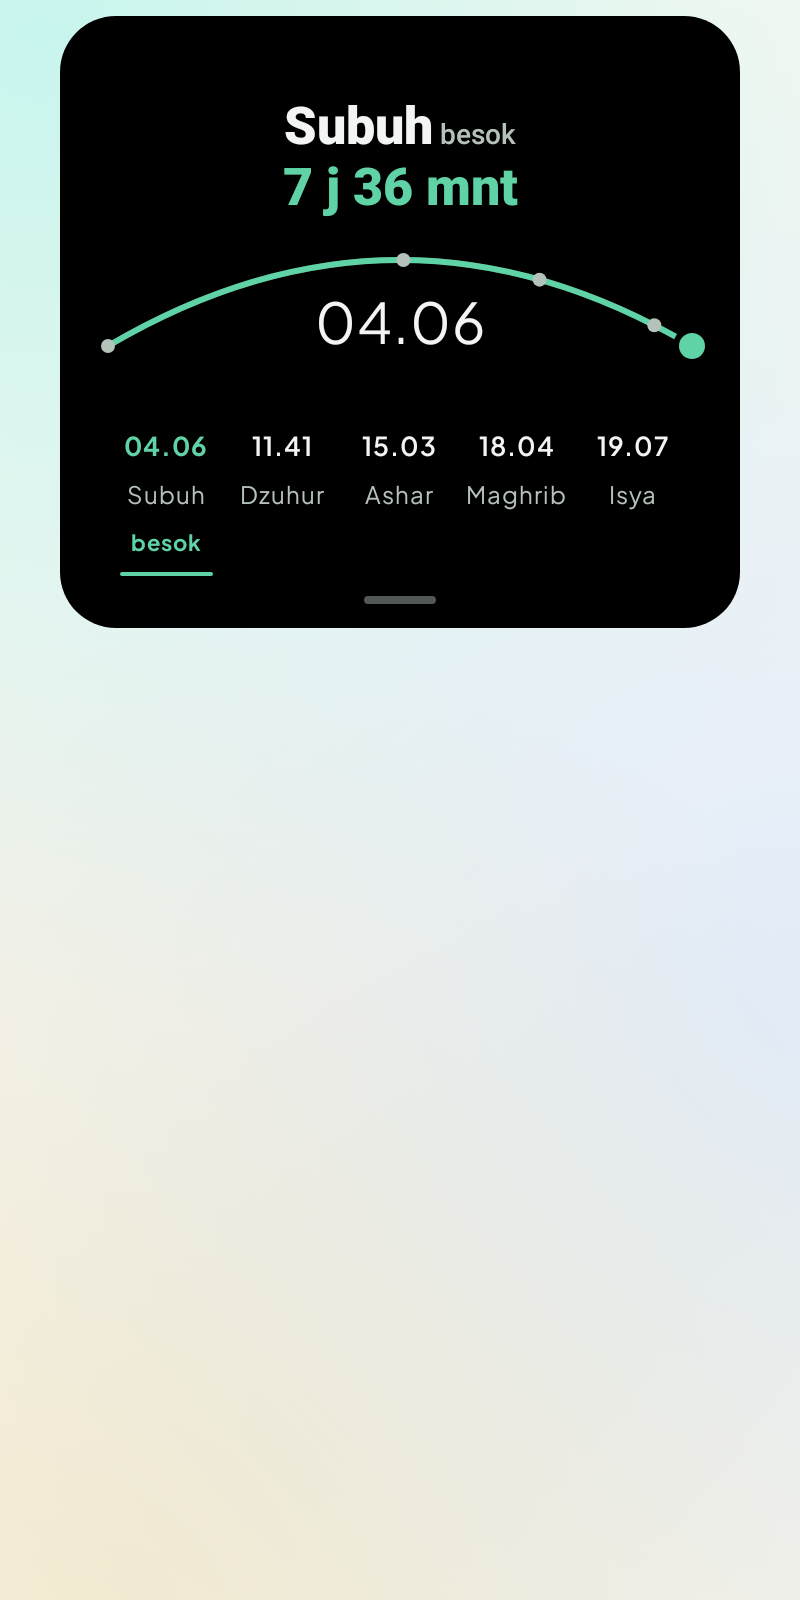 Subuh besok
7 j 36 mnt
04.06
04.06 11.41 15.03 18.04 19.07
Subuh Dzuhur Ashar Maghrib Isya
besok